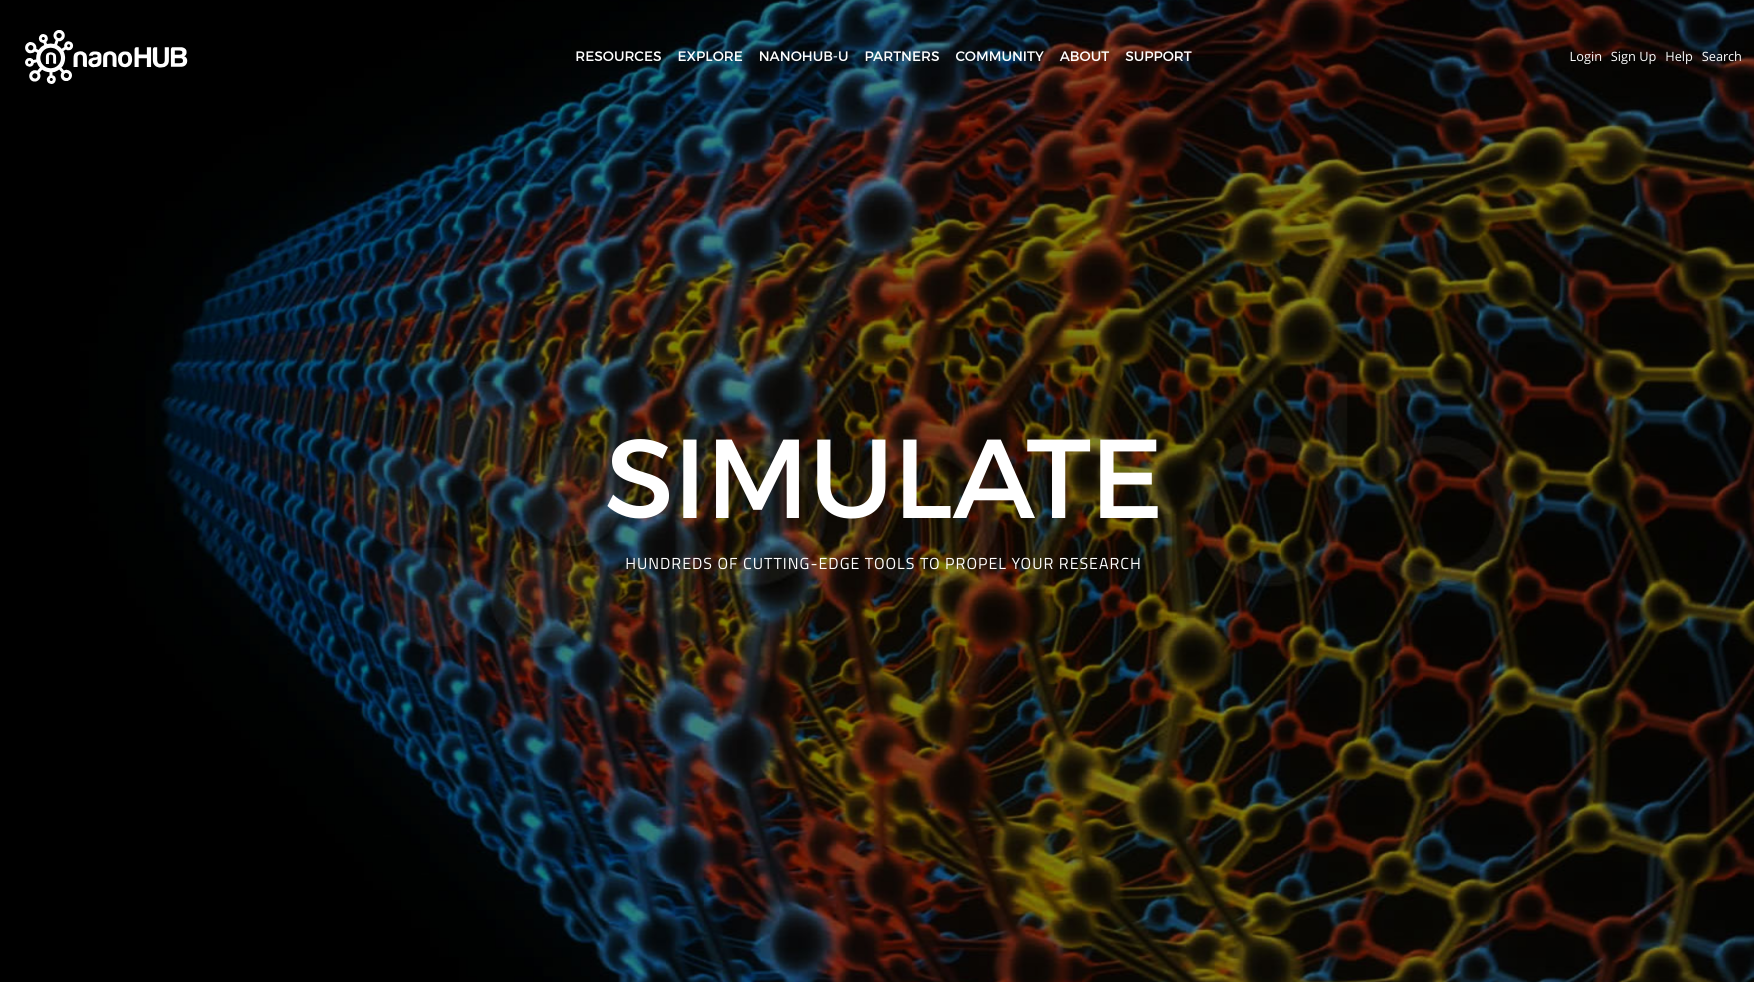 nanoHUB
RESOURCES EXPLORE NANOHUB-U PARTNERS COMMUNITY ABOUT SUPPORT
Login Sign Up Help Search
SIMULATE
HUNDREDS OF CUTTING-EDGE TOOLS TO PROPEL YOUR RESEARCH